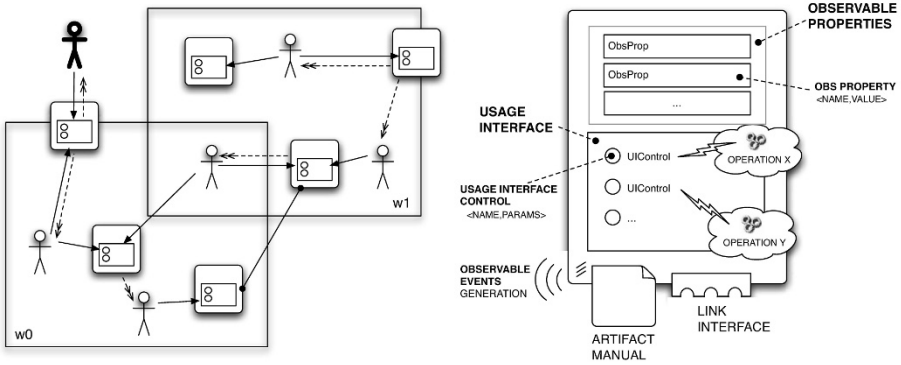 w1
w0
OBSERVABLE
PROPERTIES
ObsProp
ObsProp
...
OBS PROPERTY
<NAME,VALUE>
USAGE
INTERFACE
UIControl
OPERATION X
USAGE INTERFACE
CONTROL
<NAME,PARAMS>
UIControl
...
OPERATION Y
OBSERVABLE
EVENTS
GENERATION
LINK
INTERFACE
ARTIFACT
MANUAL